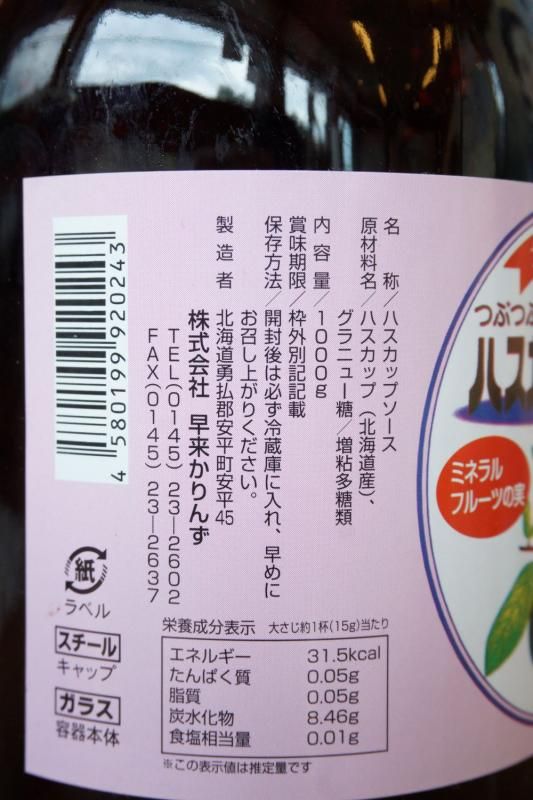 名　　称／ハスカップソース
原材料名／ハスカップ（北海道産）、
グラニュー糖／増粘多糖類
内 容 量／1000g
賞味期限／枠外別記記載
保存方法／開封後は必ず冷蔵庫に入れ、早めに
お召し上がりください。
製 造 者　北海道勇払郡安平町安平45
株式会社 早来かりんず
TEL(0145) 23―2602
FAX(0145) 23―2637
4 580199 920243
紙
ラベル
スチール
キャップ
ガラス
容器本体
栄養成分表示　大さじ約1杯(15g)当たり
エネルギー　31.5kcal
たんぱく質　0.05g
脂質　0.05g
炭水化物　8.46g
食塩相当量　0.01g
※この表示値は推定量です
つぶつぶ
ハス
ミネラル
フルーツの実